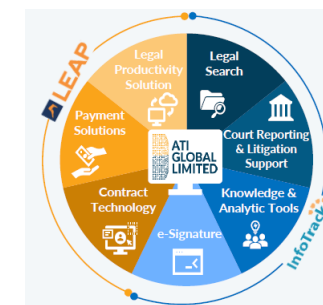 LEAP
Legal
Productivity
Solution
Legal
Search
Payment
Solutions
ATI
GLOBAL
LIMITED
Court Reporting
& Litigation
Support
Contract
Technology
Knowledge &
Analytic Tools
e-Signature
InfoTrack